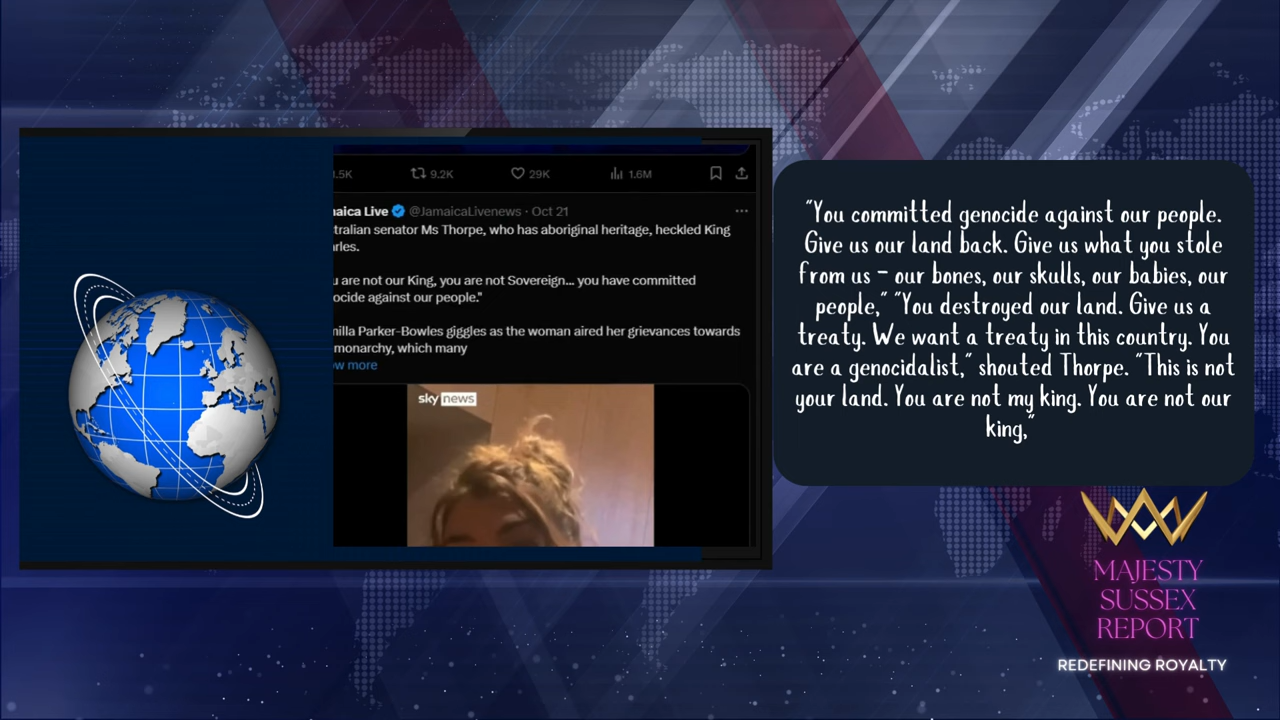 .5K 9.2K 29K 1.6M
naica Live @JamaicaLivenews · Oct 21
tralian senator Ms Thorpe, who has aboriginal heritage, heckled King
arles.
u are not our King, you are not Sovereign... you have committed
ocide against our people."
nilla Parker-Bowles giggles as the woman aired her grievances towards
monarchy, which many
ow more
sky news
"You committed genocide against our people.
Give us our land back. Give us what you stole
from us - our bones, our skulls, our babies, our
people," "You destroyed our land. Give us a
treaty. We want a treaty in this country. You
are a genocidalist," shouted Thorpe. "This is not
your land. You are not my king. You are not our
king,"
MAJESTY
SUSSEX
REPORT
REDEFINING ROYALTY